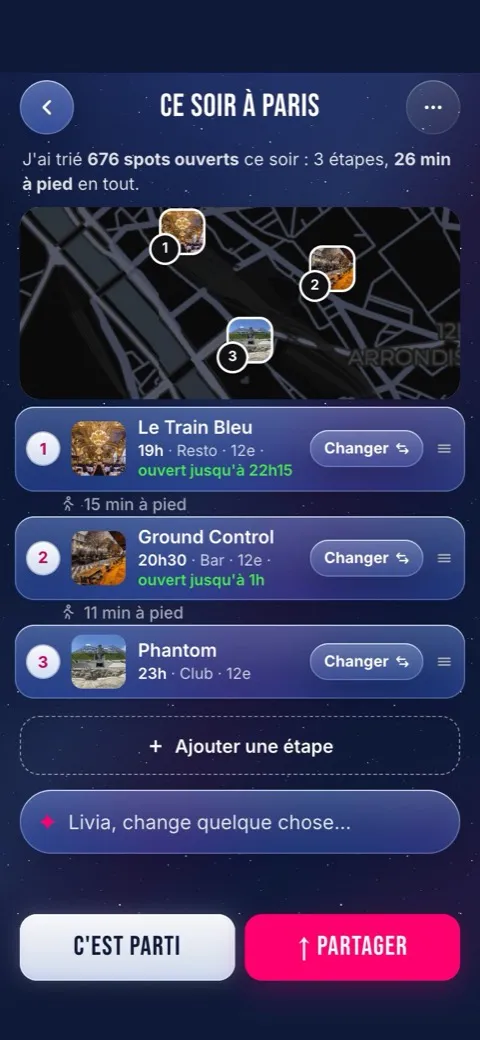 CE SOIR À PARIS
J'ai trié 676 spots ouverts ce soir : 3 étapes, 26 min
à pied en tout.
1
2
3
ARRONDIS
1
Le Train Bleu
19h · Resto · 12e ·
ouvert jusqu'à 22h15
Changer
15 min à pied
2
Ground Control
20h30 · Bar · 12e ·
ouvert jusqu'à 1h
Changer
11 min à pied
3
Phantom
23h · Club · 12e
Changer
+ Ajouter une étape
Livia, change quelque chose...
C'EST PARTI
↑ PARTAGER